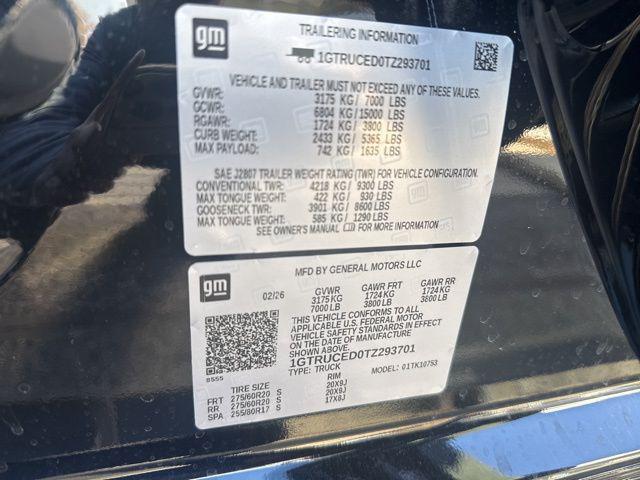 gm
TRAILERING INFORMATION
1GTRUCED0TZ293701
VEHICLE AND TRAILER MUST NOT EXCEED ANY OF THESE VALUES.
GVWR: 3175 KG / 7000 LBS
GCWR: 6804 KG / 15000 LBS
RGAWR: 1724 KG / 3800 LBS
CURB WEIGHT: 2433 KG / 5365 LBS
MAX PAYLOAD: 742 KG / 1635 LBS
SAE J2807 TRAILER WEIGHT RATING (TWR) FOR VEHICLE CONFIGURATION.
CONVENTIONAL TWR: 4218 KG / 9300 LBS
MAX TONGUE WEIGHT: 422 KG / 930 LBS
GOOSENECK TWR: 3901 KG / 8600 LBS
MAX TONGUE WEIGHT: 585 KG / 1290 LBS
SEE OWNER'S MANUAL FOR MORE INFORMATION
gm
MFD BY GENERAL MOTORS LLC
02/26 GVWR GAWR FRT GAWR RR
3175 KG 1724 KG 1724 KG
7000 LB 3800 LB 3800 LB
THIS VEHICLE CONFORMS TO ALL
APPLICABLE U.S. FEDERAL MOTOR
VEHICLE SAFETY STANDARDS IN EFFECT
ON THE DATE OF MANUFACTURE
SHOWN ABOVE.
1GTRUCED0TZ293701
8555 TYPE: TRUCK MODEL: 01TK10753
TIRE SIZE RIM
FRT 275/60R20 S 20X9J
RR 275/60R20 S 20X9J
SPA 255/80R17 S 17X8J